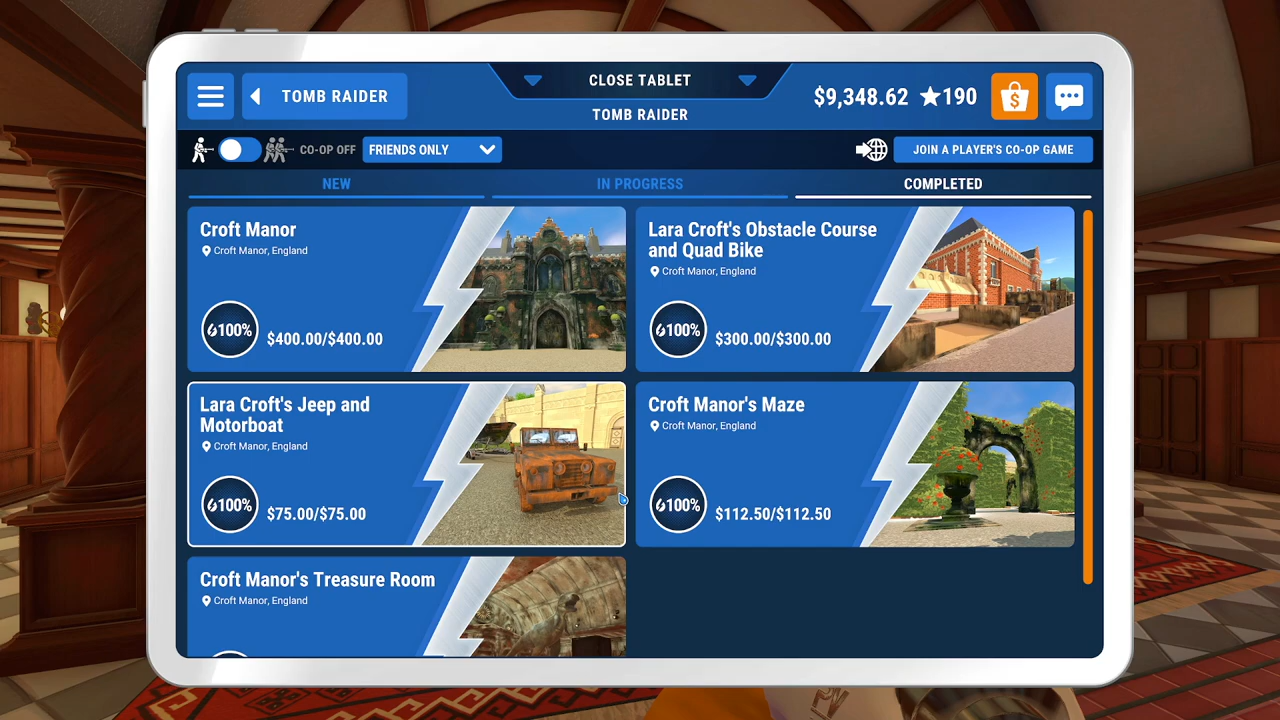 CLOSE TABLET
TOMB RAIDER
TOMB RAIDER
$9,348.62 ★190
CO-OP OFF
FRIENDS ONLY
JOIN A PLAYER'S CO-OP GAME
NEW
IN PROGRESS
COMPLETED
Croft Manor
Croft Manor, England
100%
$400.00/$400.00
Lara Croft's Obstacle Course
and Quad Bike
Croft Manor, England
100%
$300.00/$300.00
Lara Croft's Jeep and
Motorboat
Croft Manor, England
100%
$75.00/$75.00
Croft Manor's Maze
Croft Manor, England
100%
$112.50/$112.50
Croft Manor's Treasure Room
Croft Manor, England